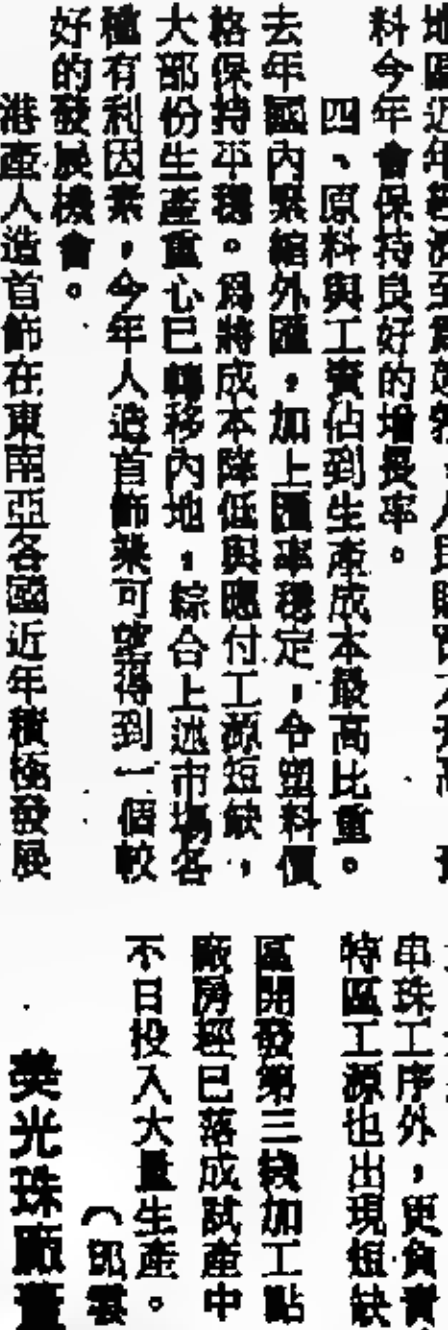 料今年會保持良好的增長率。
四、原料與工資佔到生產成本最高比重。
去年國內緊縮外匯，加上匯率穩定，令塑料價
格保持平穩。爲將成本降低與應付工源短缺，
大部份生產重心已轉移內地，綜合上述市場各
種有利因素，今年人造首飾業可望得到一個較
好的發展機會。
港產人造首飾在東南亞各國近年積極發展
串珠工序外，更負責
特區工源也出現短缺
區開發第三線加工點
廠房經已落成試產中
不日投入大量生產。
光珠廠董